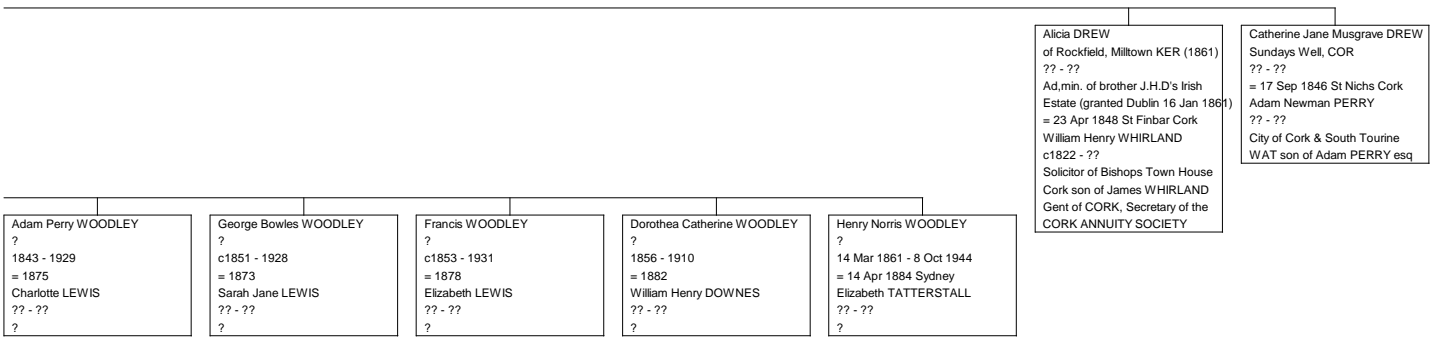 Alicia DREW
of Rockfield, Milltown KER (1861)
?? - ??
Ad,min. of brother J.H.D's Irish
Estate (granted Dublin 16 Jan 1861)
= 23 Apr 1848 St Finbar Cork
William Henry WHIRLAND
c1822 - ??
Solicitor of Bishops Town House
Cork son of James WHIRLAND
Gent of CORK, Secretary of the
CORK ANNUITY SOCIETY
Catherine Jane Musgrave DREW
Sundays Well, COR
?? - ??
= 17 Sep 1846 St Nichs Cork
Adam Newman PERRY
?? - ??
City of Cork & South Tourine
WAT son of Adam PERRY esq
Adam Perry WOODLEY
?
1843 - 1929
= 1875
Charlotte LEWIS
?? - ??
?
George Bowles WOODLEY
?
c1851 - 1928
= 1873
Sarah Jane LEWIS
?? - ??
?
Francis WOODLEY
?
c1853 - 1931
= 1878
Elizabeth LEWIS
?? - ??
?
Dorothea Catherine WOODLEY
?
1856 - 1910
= 1882
William Henry DOWNES
?? - ??
?
Henry Norris WOODLEY
?
14 Mar 1861 - 8 Oct 1944
= 14 Apr 1884 Sydney
Elizabeth TATTERSTALL
?? - ??
?